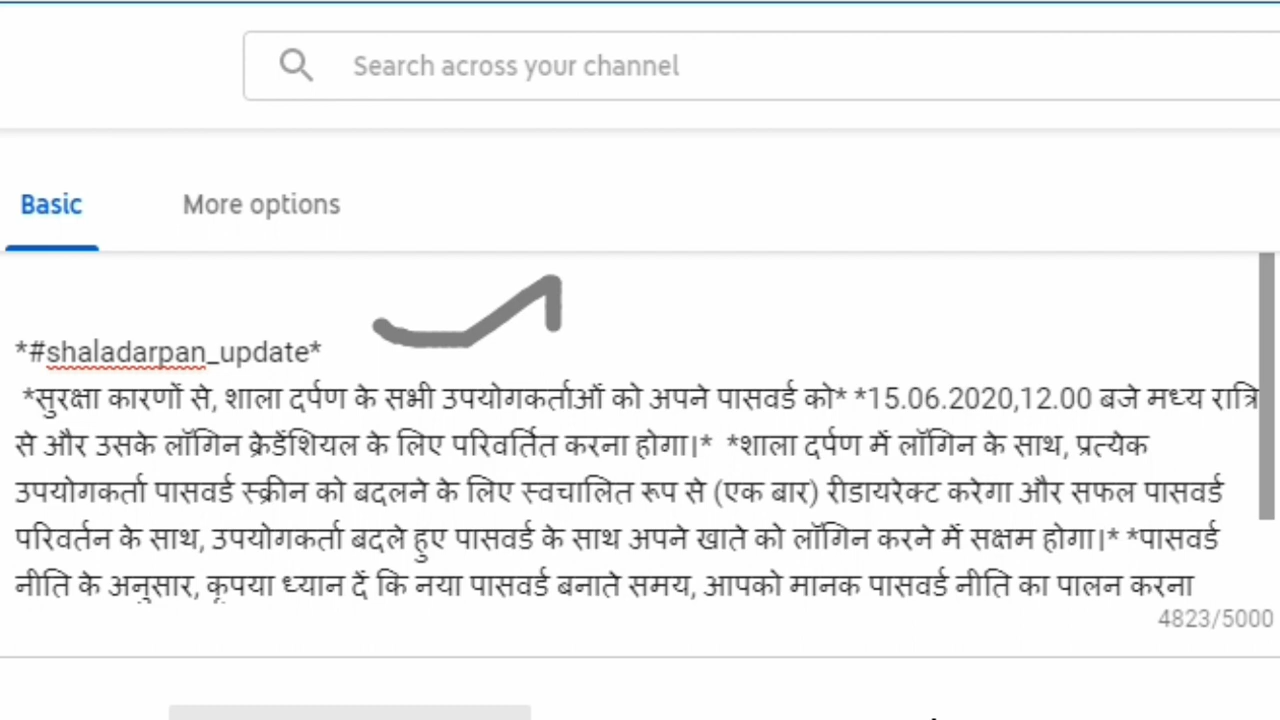 Search across your channel
Basic More options
*#shaladarpan_update*
*सुरक्षा कारणों से, शाला दर्पण के सभी उपयोगकर्ताओं को अपने पासवर्ड को* *15.06.2020,12.00 बजे मध्य रात्रि
से और उसके लॉगिन क्रेडेंशियल के लिए परिवर्तित करना होगा।* *शाला दर्पण में लॉगिन के साथ, प्रत्येक
उपयोगकर्ता पासवर्ड स्क्रीन को बदलने के लिए स्वचालित रूप से (एक बार) रीडायरेक्ट करेगा और सफल पासवर्ड
परिवर्तन के साथ, उपयोगकर्ता बदले हुए पासवर्ड के साथ अपने खाते को लॉगिन करने में सक्षम होगा।* *पासवर्ड
नीति के अनुसार, कृपया ध्यान दें कि नया पासवर्ड बनाते समय, आपको मानक पासवर्ड नीति का पालन करना
4823/5000